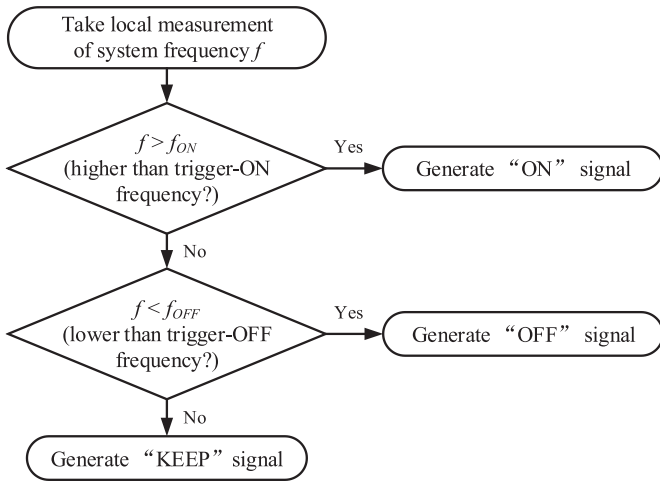 Take local measurement
of system frequency f
f > fON
(higher than trigger-ON
frequency?)
Yes
Generate “ON” signal
No
f < fOFF
(lower than trigger-OFF
frequency?)
Yes
Generate “OFF” signal
No
Generate “KEEP” signal